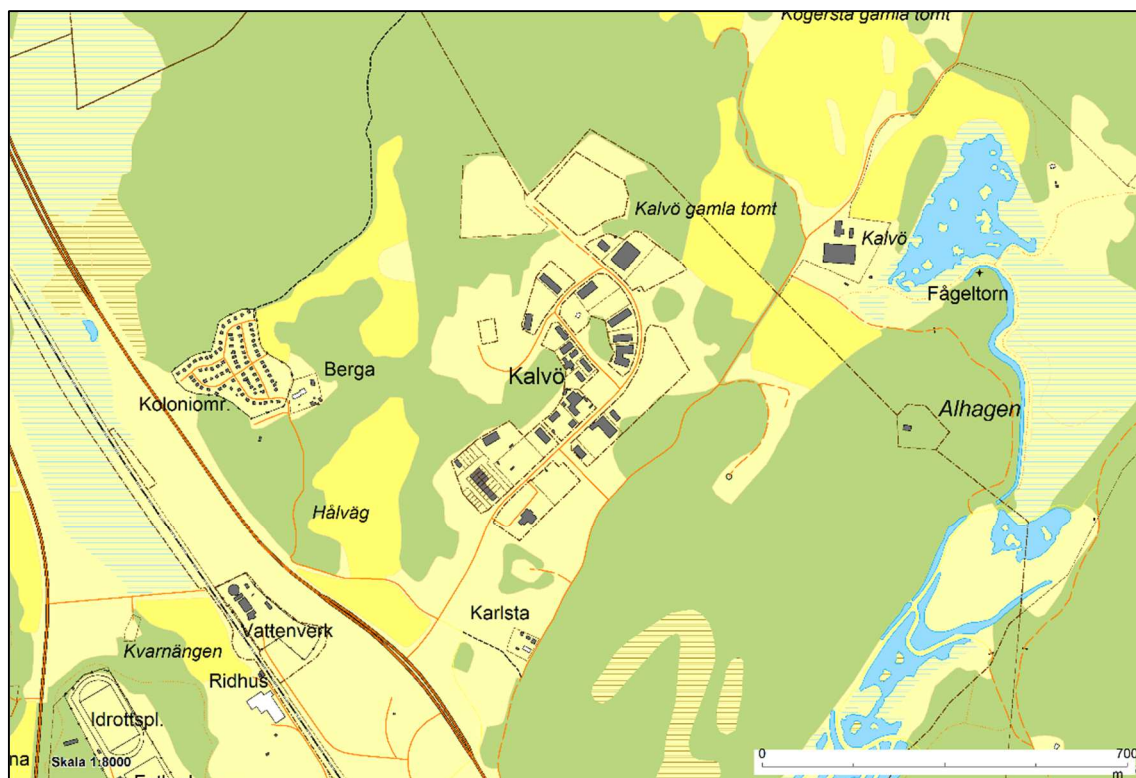 Kogersta gamla tomt
Kalvö gamla tomt
Kalvö
Fågeltorn
Berga
Kalvö
Koloniomr.
Alhagen
Hålväg
Karlsta
Vattenverk
Kvarnängen
Ridhus
Idrottspl.
na
Skala 1:8000
0
700
m